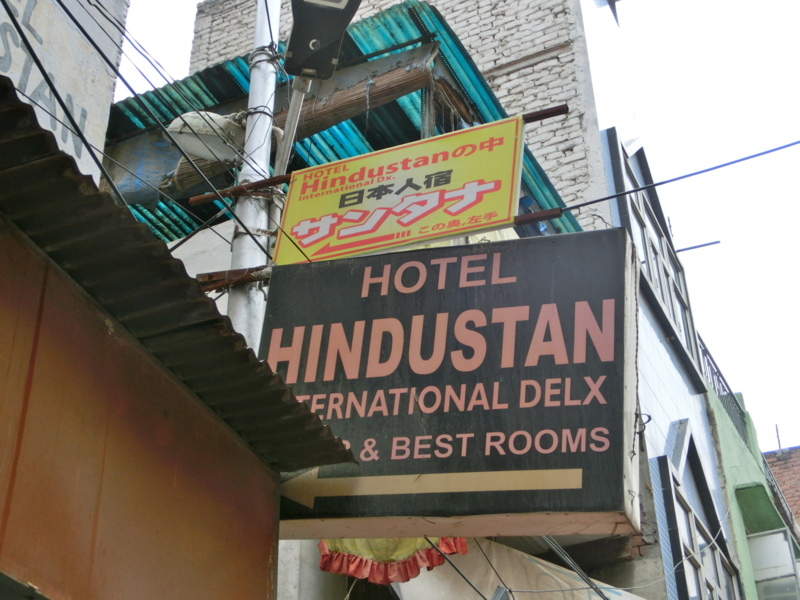 HOTEL
Hindustanの中
International Dx.
日本人宿
サンタナ
この奥,左手
HOTEL
HINDUSTAN
TERNATIONAL DELX
& BEST ROOMS